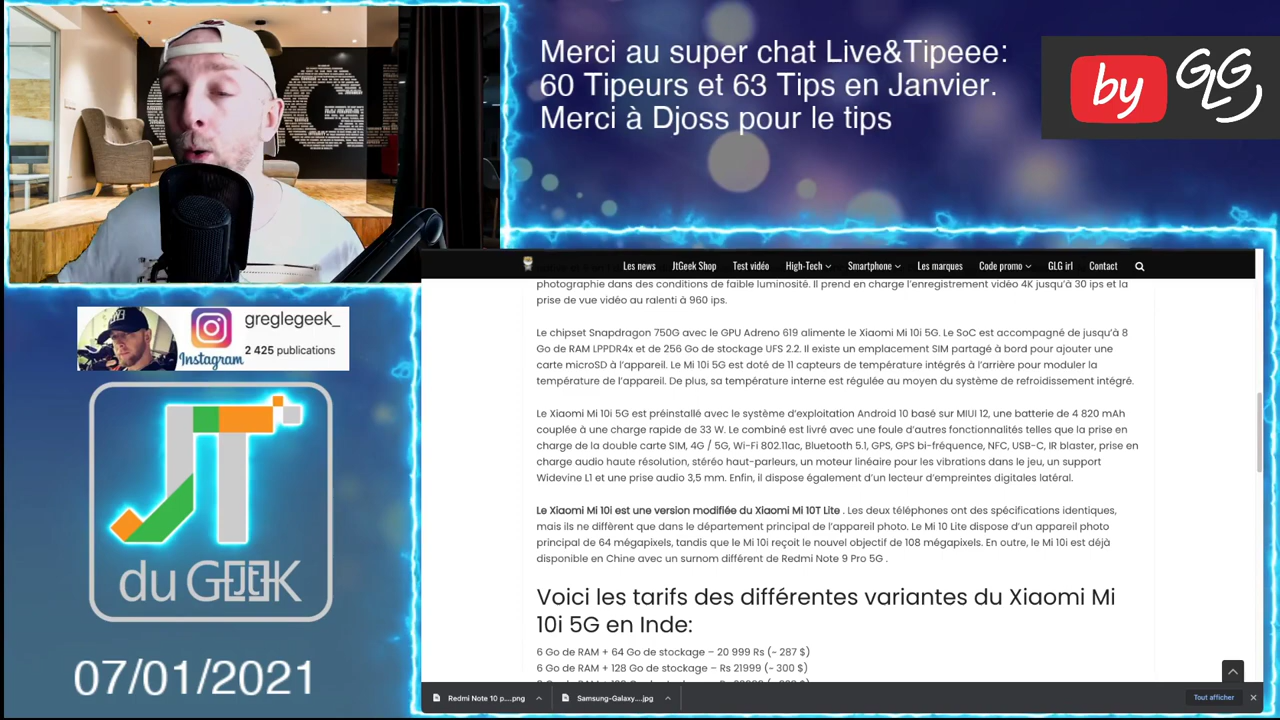 Merci au super chat Live&Tipeee:
60 Tipeurs et 63 Tips en Janvier.
Merci à Djoss pour le tips
by GLG
Les news JtGeek Shop Test vidéo High-Tech Smartphone Les marques Code promo GLG irl Contact
photographie dans des conditions de faible luminosité. Il prend en charge l'enregistrement vidéo 4K jusqu'à 30 ips et la
prise de vue vidéo au ralenti à 960 ips.
Le chipset Snapdragon 750G avec le GPU Adreno 619 alimente le Xiaomi Mi 10i 5G. Le SoC est accompagné de jusqu'à 8
Go de RAM LPPDR4x et de 256 Go de stockage UFS 2.2. Il existe un emplacement SIM partagé à bord pour ajouter une
carte microSD à l'appareil. Le Mi 10i 5G est doté de 11 capteurs de température intégrés à l'arrière pour moduler la
température de l'appareil. De plus, sa température interne est régulée au moyen du système de refroidissement intégré.
Le Xiaomi Mi 10i 5G est préinstallé avec le système d'exploitation Android 10 basé sur MIUI 12, une batterie de 4 820 mAh
couplée à une charge rapide de 33 W. Le combiné est livré avec une foule d'autres fonctionnalités telles que la prise en
charge de la double carte SIM, 4G / 5G, Wi-Fi 802.11ac, Bluetooth 5.1, GPS, GPS bi-fréquence, NFC, USB-C, IR blaster, prise en
charge audio haute résolution, stéréo haut-parleurs, un moteur linéaire pour les vibrations dans le jeu, un support
Widevine L1 et une prise audio 3,5 mm. Enfin, il dispose également d'un lecteur d'empreintes digitales latéral.
Le Xiaomi Mi 10i est une version modifiée du Xiaomi Mi 10T Lite . Les deux téléphones ont des spécifications identiques,
mais ils ne diffèrent que dans le département principal de l'appareil photo. Le Mi 10 Lite dispose d'un appareil photo
principal de 64 mégapixels, tandis que le Mi 10i reçoit le nouvel objectif de 108 mégapixels. En outre, le Mi 10i est déjà
disponible en Chine avec un surnom différent de Redmi Note 9 Pro 5G .
Voici les tarifs des différentes variantes du Xiaomi Mi
10i 5G en Inde:
6 Go de RAM + 64 Go de stockage – 20 999 Rs (~ 287 $)
6 Go de RAM + 128 Go de stockage – Rs 21999 (~ 300 $)
Redmi Note 10 p....png Samsung-Galaxy....jpg Tout afficher
greglegeek_
Instagram 2 425 publications
JT
du GEEK
07/01/2021